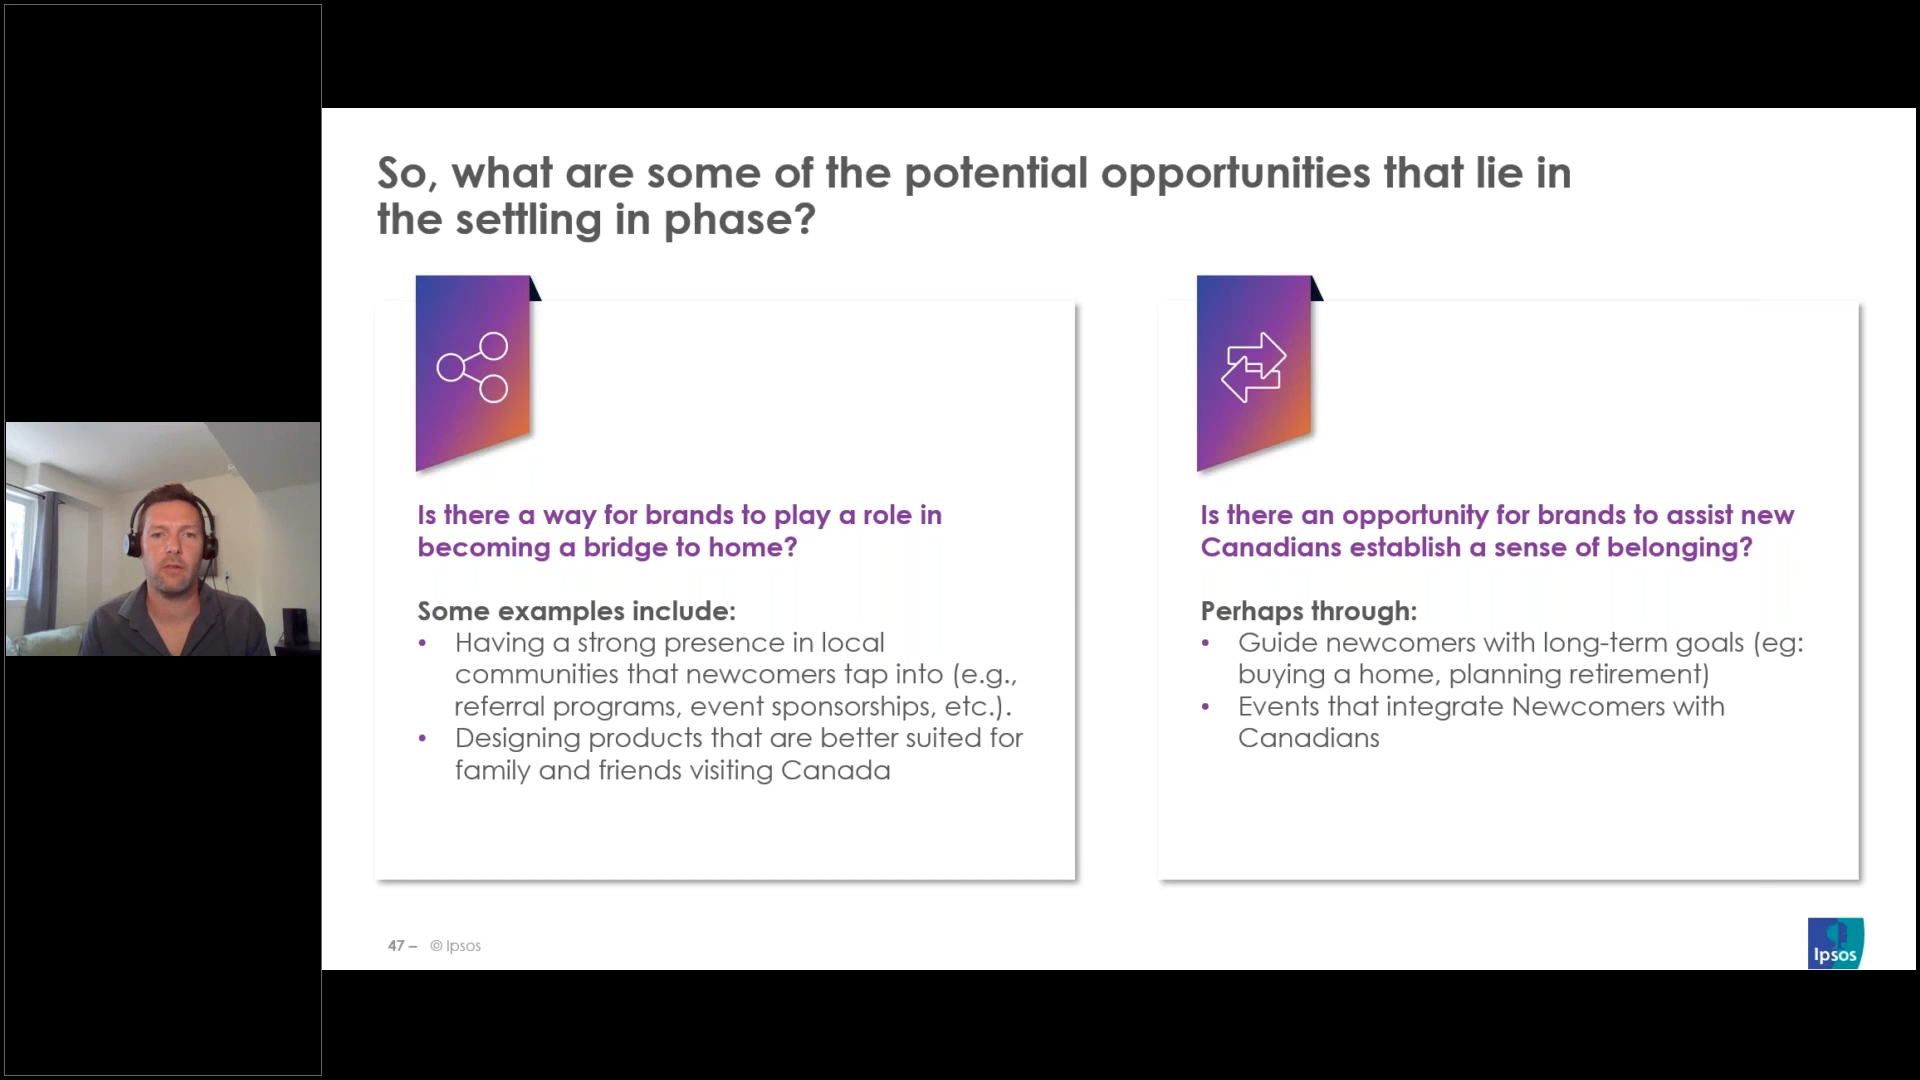 So, what are some of the potential opportunities that lie in
the settling in phase?
Is there a way for brands to play a role in
becoming a bridge to home?
Some examples include:
• Having a strong presence in local
communities that newcomers tap into (e.g.,
referral programs, event sponsorships, etc.).
• Designing products that are better suited for
family and friends visiting Canada
Is there an opportunity for brands to assist new
Canadians establish a sense of belonging?
Perhaps through:
• Guide newcomers with long-term goals (eg:
buying a home, planning retirement)
• Events that integrate Newcomers with
Canadians
47 – © Ipsos
Ipsos